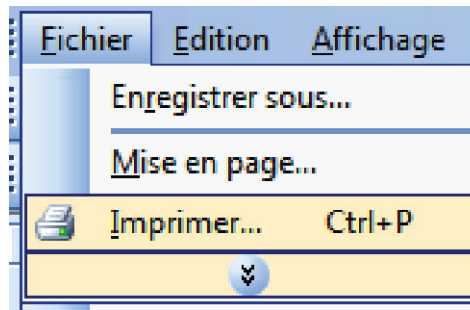 Fichier Edition Affichage
Enregistrer sous...
Mise en page...
Imprimer... Ctrl+P